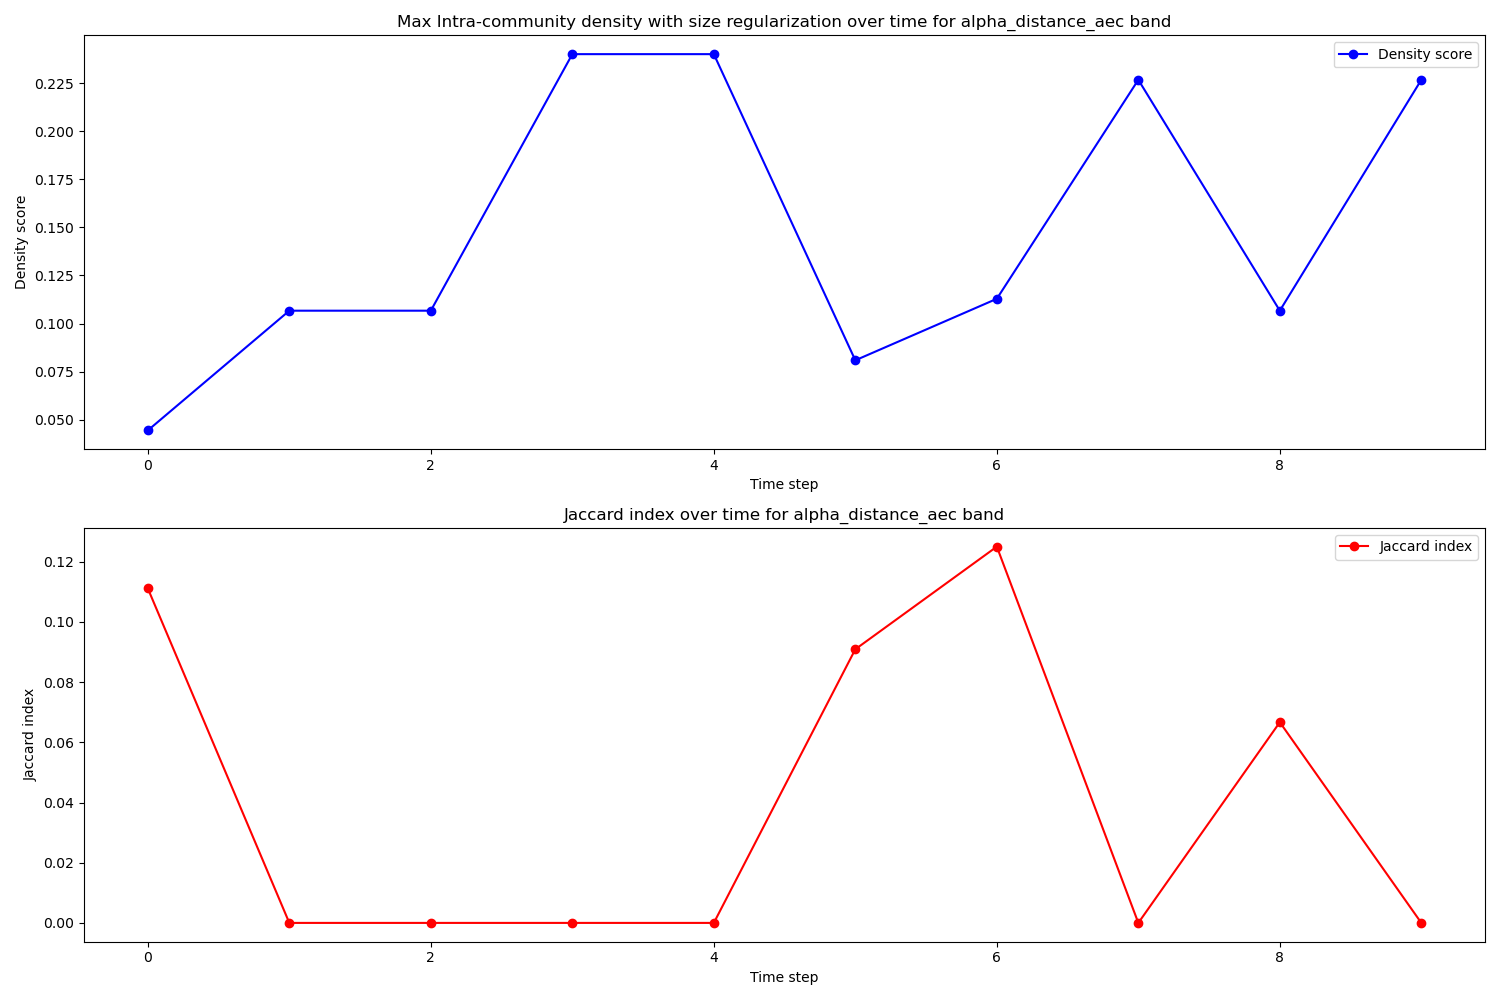 Max Intra-community density with size regularization over time for alpha_distance_aec band
Density score
0.225
0.200
0.175
0.150
0.125
0.100
0.075
0.050
Density score
0 2 4 6 8
Time step
Jaccard index over time for alpha_distance_aec band
Jaccard index
0.12
0.10
0.08
0.06
0.04
0.02
0.00
Jaccard index
0 2 4 6 8
Time step